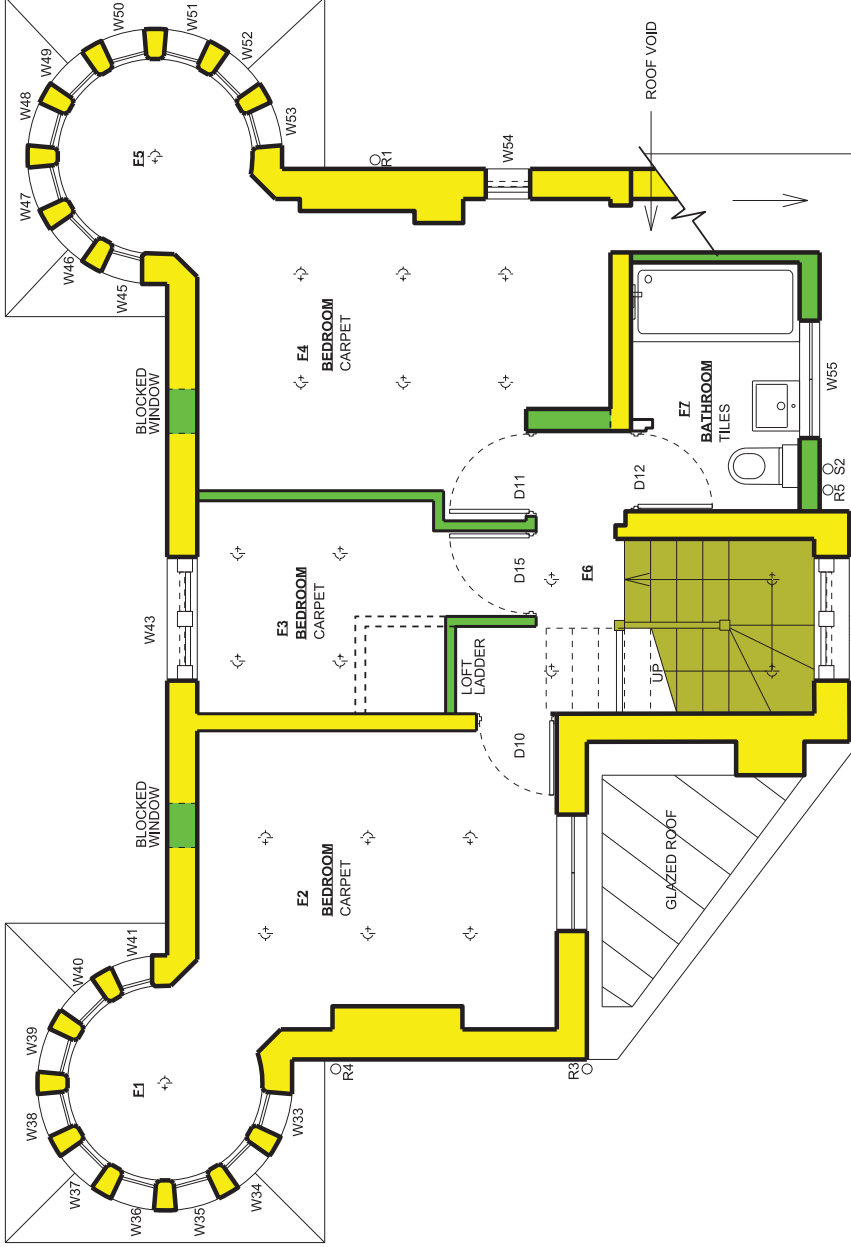 W50
W49
W51
W48
W52
W47
W53
W46
W45
F5
R1
ROOF VOID
W54
BLOCKED
WINDOW
F4
BEDROOM
CARPET
F7
BATHROOM
TILES
W55
D11
D12
R5
S2
W43
F3
BEDROOM
CARPET
D15
F6
LOFT
LADDER
UP
D10
BLOCKED
WINDOW
F2
BEDROOM
CARPET
GLAZED ROOF
W41
W40
W39
W38
W37
W36
W35
W34
W33
F1
R4
R3